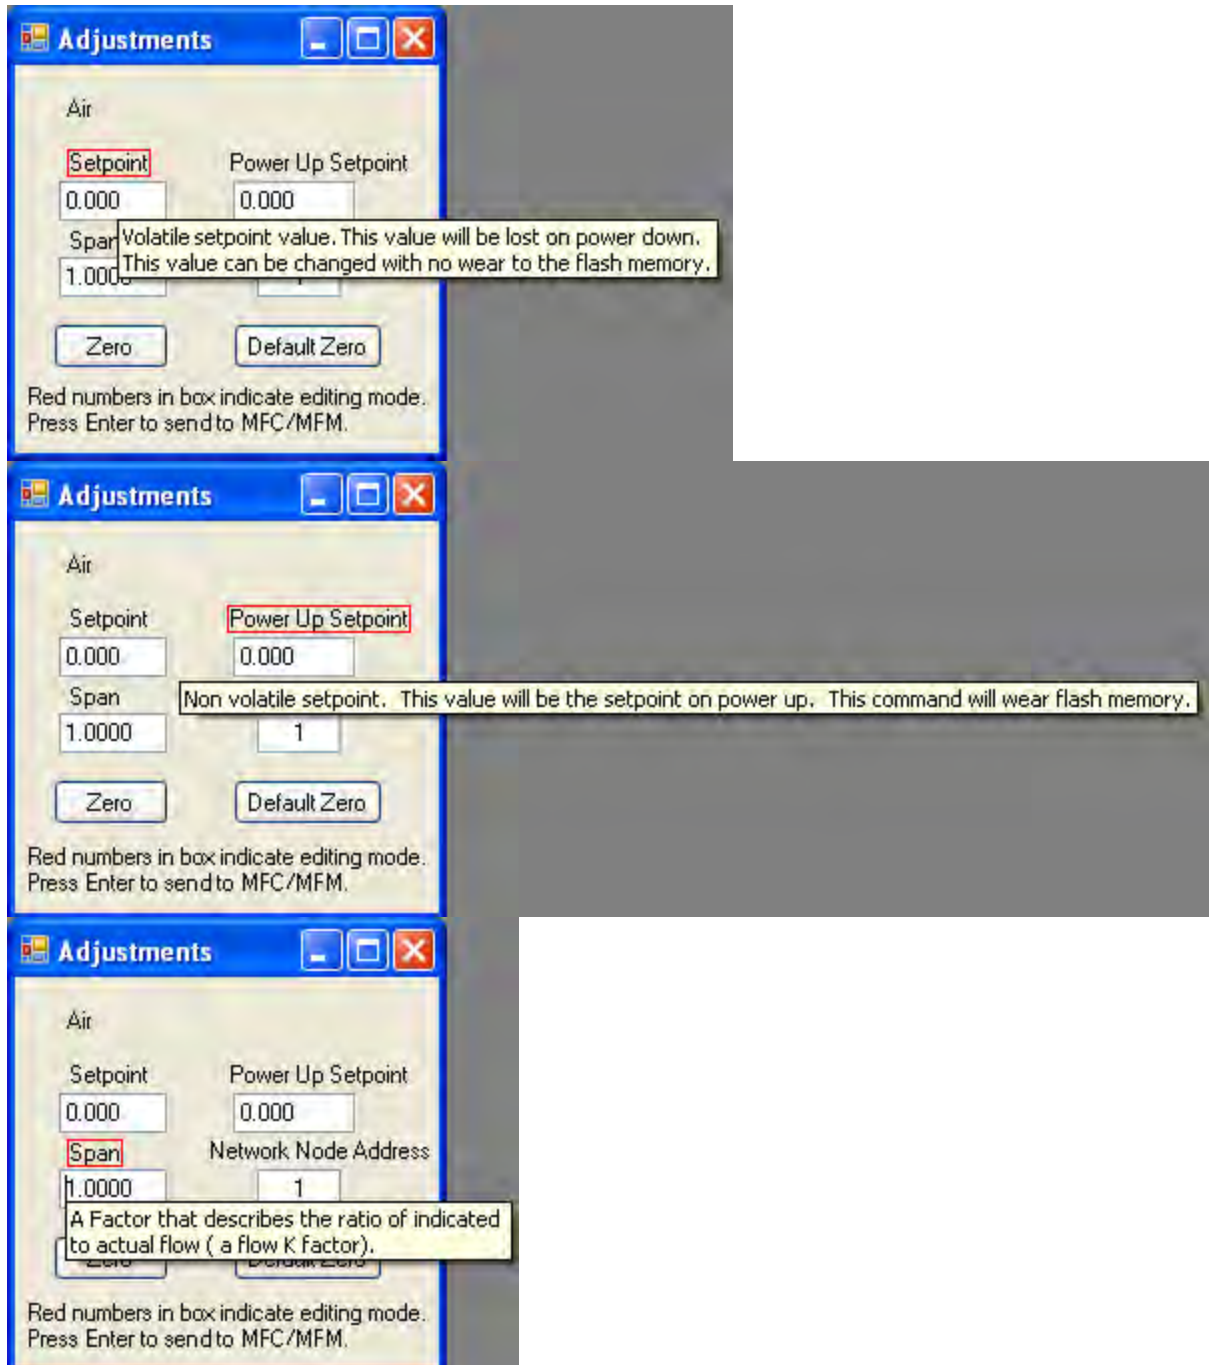 Adjustments
Air
Setpoint Power Up Setpoint
0.000 0.000
Span
Volatile setpoint value. This value will be lost on power down.
This value can be changed with no wear to the flash memory.
1.0000
Zero Default Zero
Red numbers in box indicate editing mode.
Press Enter to send to MFC/MFM.
Adjustments
Air
Setpoint Power Up Setpoint
0.000 0.000
Span
Non volatile setpoint. This value will be the setpoint on power up. This command will wear flash memory.
1.0000 1
Zero Default Zero
Red numbers in box indicate editing mode.
Press Enter to send to MFC/MFM.
Adjustments
Air
Setpoint Power Up Setpoint
0.000 0.000
Span Network Node Address
1.0000 1
A Factor that describes the ratio of indicated
to actual flow ( a flow K factor).
Zero Default Zero
Red numbers in box indicate editing mode.
Press Enter to send to MFC/MFM.